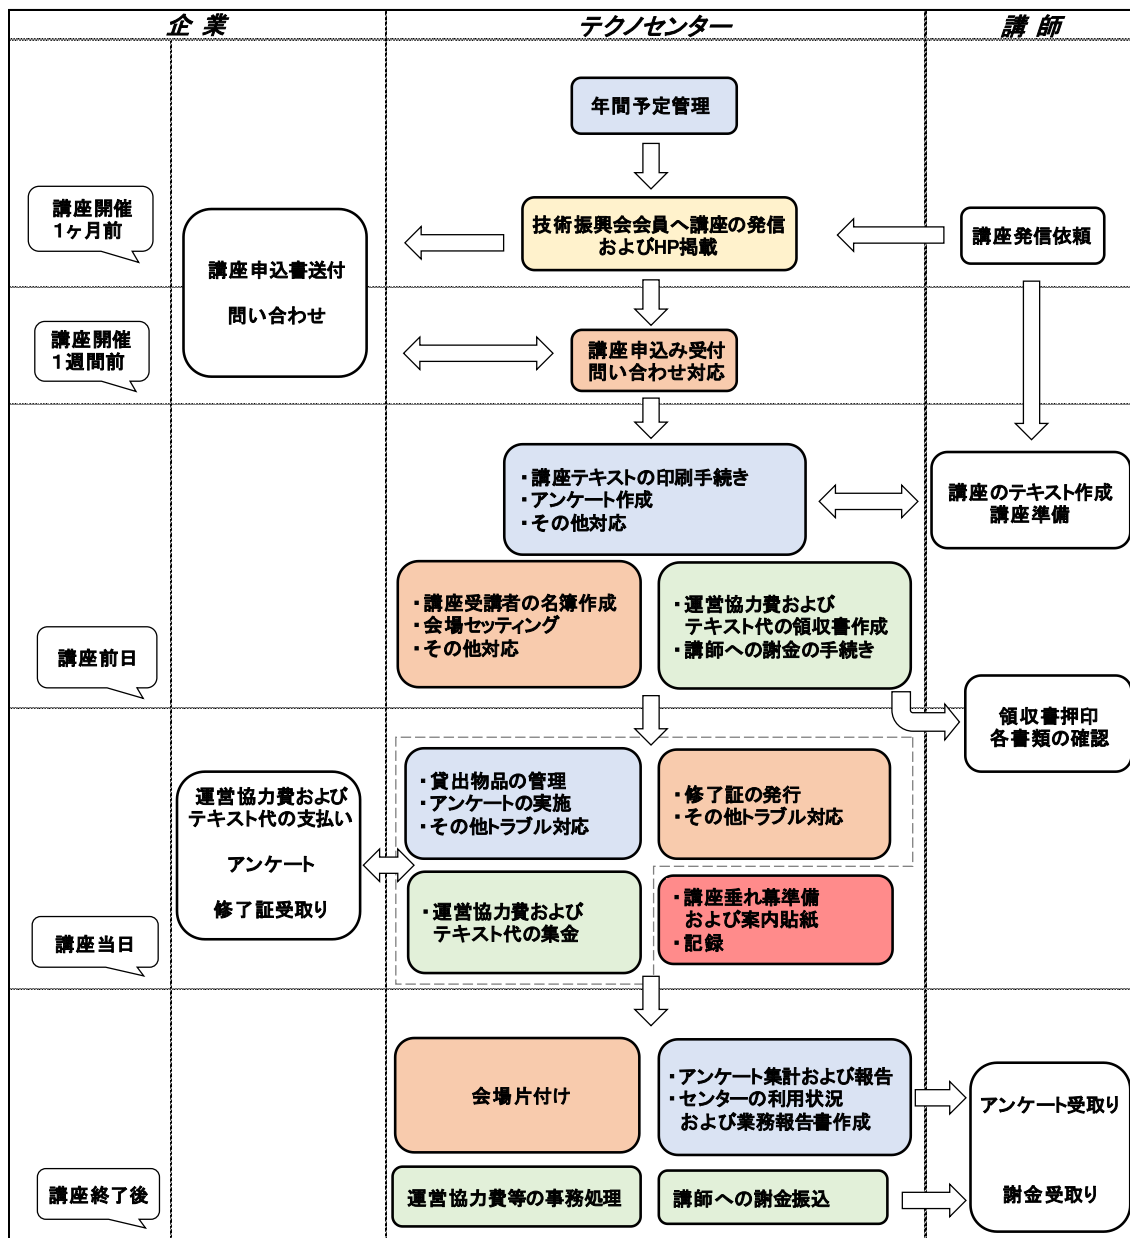 企 業
テクノセンター
講 師
年間予定管理
講座開催
1ヶ月前
技術振興会会員へ講座の発信
およびHP掲載
講座発信依頼
講座申込書送付
問い合わせ
講座開催
1週間前
講座申込み受付
問い合わせ対応
・講座テキストの印刷手続き
・アンケート作成
・その他対応
講座のテキスト作成
講座準備
・講座受講者の名簿作成
・会場セッティング
・その他対応
・運営協力費および
テキスト代の領収書作成
・講師への謝金の手続き
講座前日
領収書押印
各書類の確認
運営協力費および
テキスト代の支払い
アンケート
修了証受取り
・貸出物品の管理
・アンケートの実施
・その他トラブル対応
・修了証の発行
・その他トラブル対応
・運営協力費および
テキスト代の集金
・講座垂れ幕準備
および案内貼紙
・記録
講座当日
会場片付け
・アンケート集計および報告
・センターの利用状況
および業務報告書作成
アンケート受取り
講座終了後
運営協力費等の事務処理
講師への謝金振込
謝金受取り